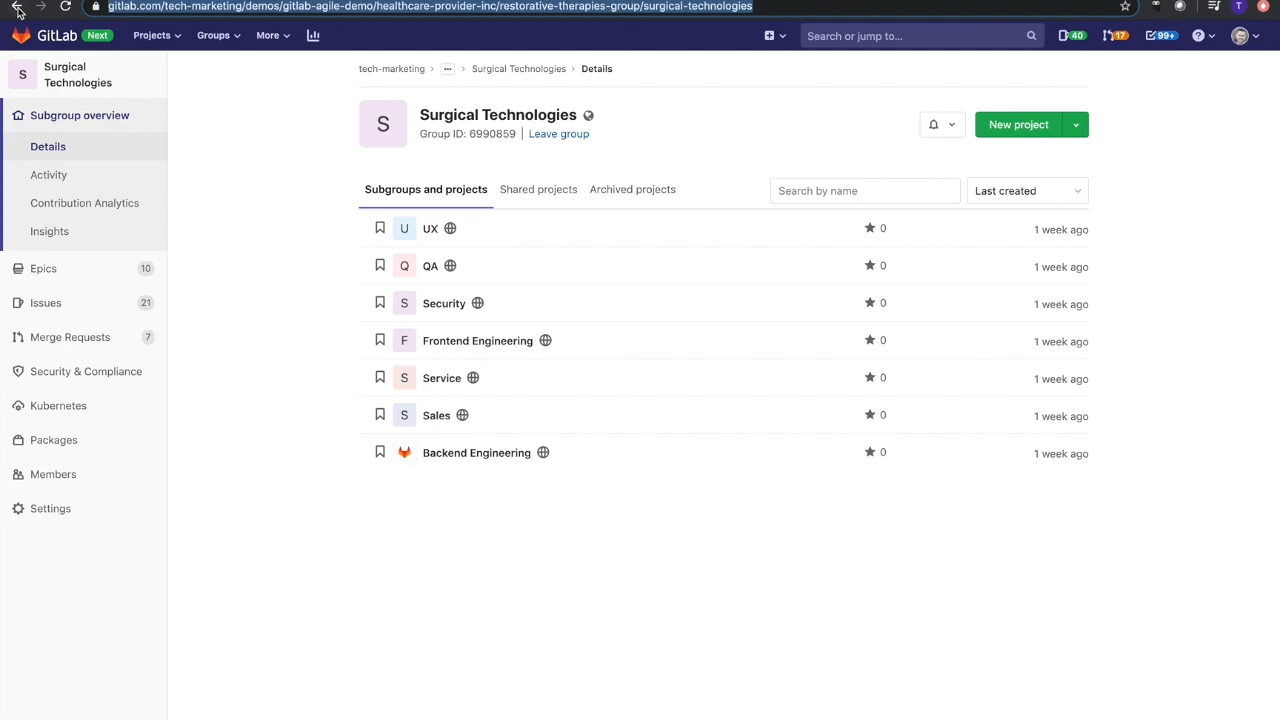 gitlab.com/tech-marketing/demos/gitlab-agile-demo/healthcare-provider-inc/restorative-therapies-group/surgical-technologies
T
GitLab Next Projects Groups More Search or jump to... 40 17 99+
S Surgical Technologies
Subgroup overview
Details
Activity
Contribution Analytics
Insights
Epics 10
Issues 21
Merge Requests 7
Security & Compliance
Kubernetes
Packages
Members
Settings
tech-marketing > ··· > Surgical Technologies > Details
S
Surgical Technologies
Group ID: 6990859 | Leave group
New project
Subgroups and projects Shared projects Archived projects Search by name Last created
U UX 0 1 week ago
Q QA 0 1 week ago
S Security 0 1 week ago
F Frontend Engineering 0 1 week ago
S Service 0 1 week ago
S Sales 0 1 week ago
Backend Engineering 0 1 week ago